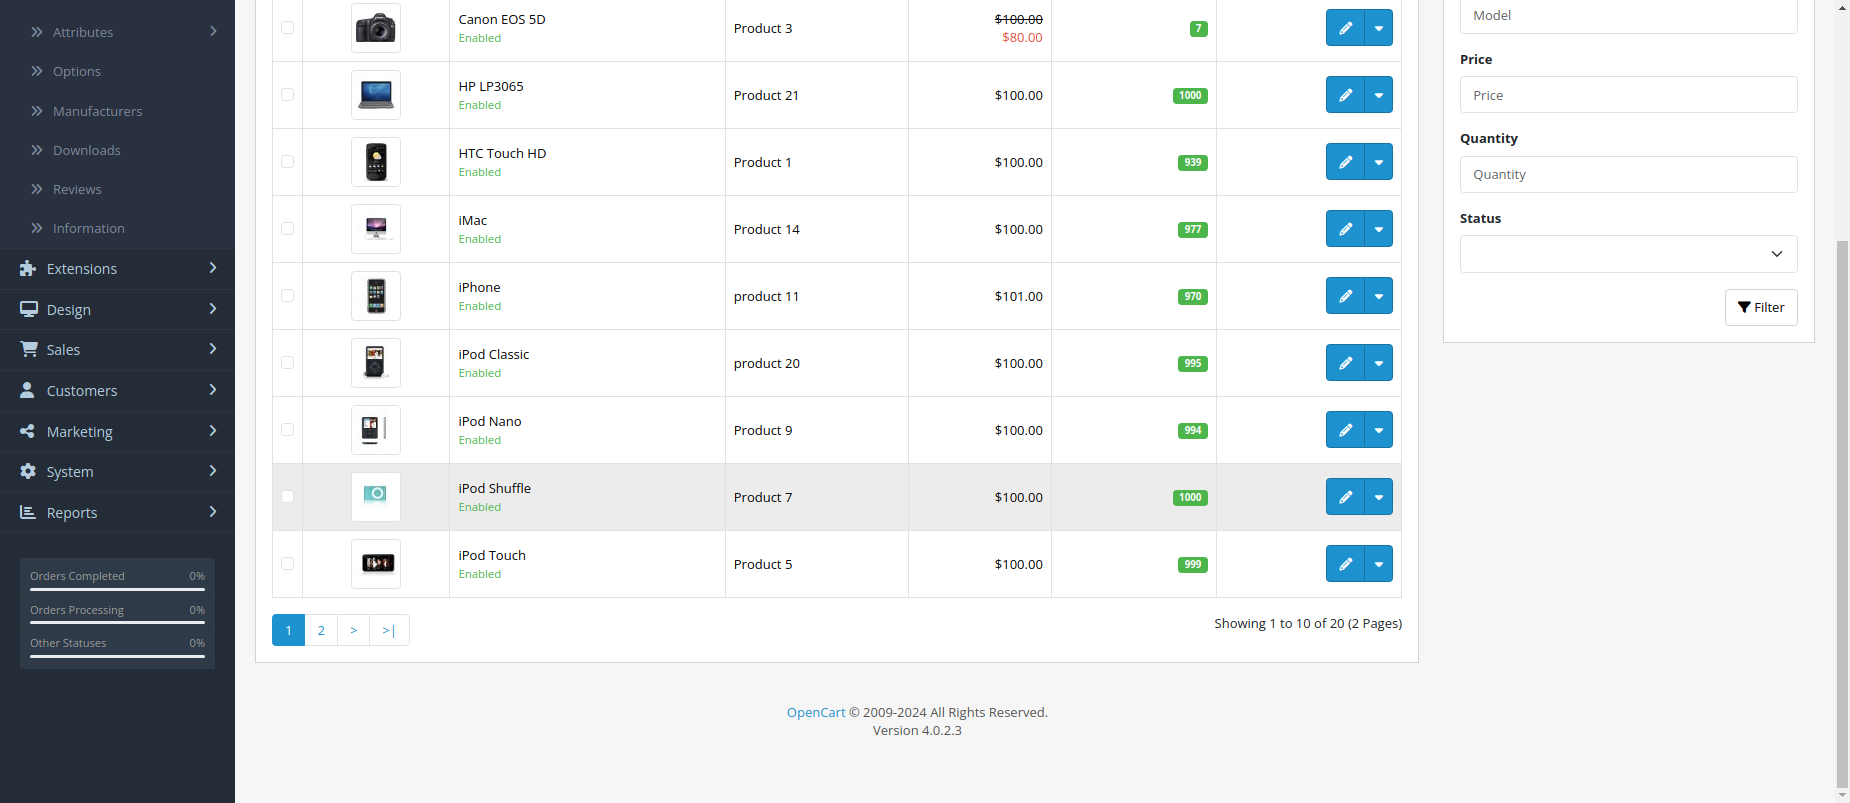 Attributes
Options
Manufacturers
Downloads
Reviews
Information
Extensions
Design
Sales
Customers
Marketing
System
Reports
Orders Completed 0%
Orders Processing 0%
Other Statuses 0%
Canon EOS 5D
Enabled
Product 3
$100.00
$80.00
7
HP LP3065
Enabled
Product 21
$100.00
1000
HTC Touch HD
Enabled
Product 1
$100.00
939
iMac
Enabled
Product 14
$100.00
977
iPhone
Enabled
product 11
$101.00
970
iPod Classic
Enabled
product 20
$100.00
995
iPod Nano
Enabled
Product 9
$100.00
994
iPod Shuffle
Enabled
Product 7
$100.00
1000
iPod Touch
Enabled
Product 5
$100.00
999
1 2 > >|
Showing 1 to 10 of 20 (2 Pages)
Model
Price
Price
Quantity
Quantity
Status
Filter
OpenCart © 2009-2024 All Rights Reserved.
Version 4.0.2.3